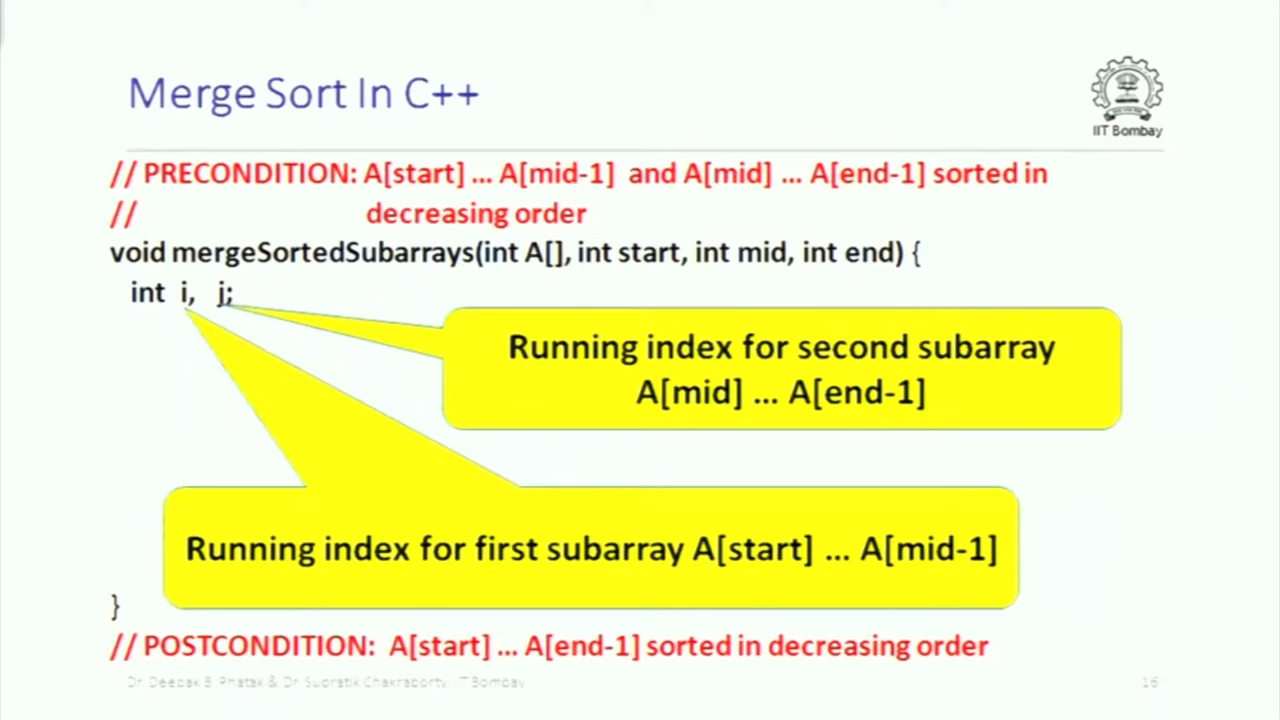 Merge Sort In C++
IIT Bombay
// PRECONDITION: A[start] ... A[mid-1] and A[mid] ... A[end-1] sorted in
// decreasing order
void mergeSortedSubarrays(int A[], int start, int mid, int end) {
int i, j;
Running index for second subarray
A[mid] ... A[end-1]
Running index for first subarray A[start] ... A[mid-1]
}
// POSTCONDITION: A[start] ... A[end-1] sorted in decreasing order
Dr. Deepak B. Phatak & Dr. Supratik Chakraborty, IIT Bombay
16